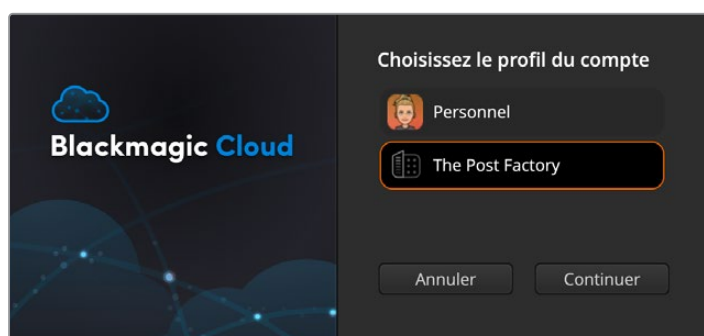 Blackmagic Cloud
Choisissez le profil du compte
Personnel
The Post Factory
Annuler
Continuer